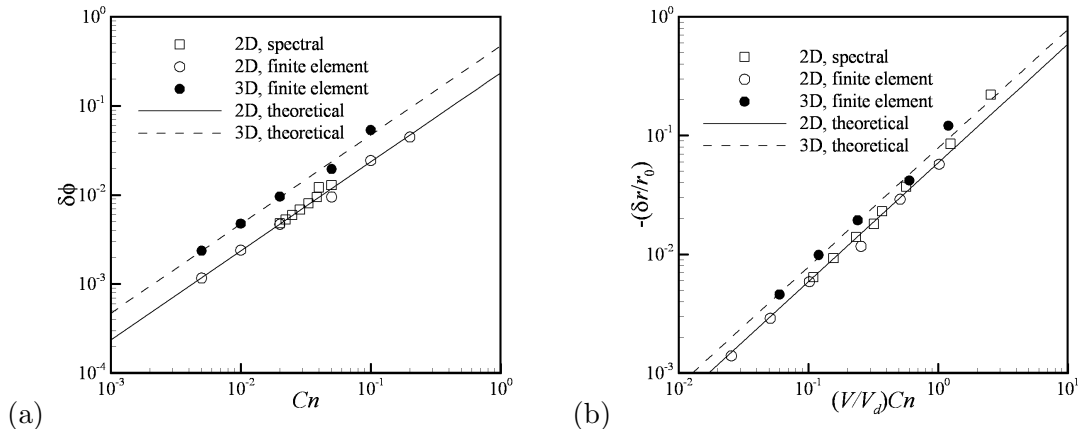 10^0
10^-1
10^-2
10^-3
10^-4
δϕ
2D, spectral
2D, finite element
3D, finite element
2D, theoretical
3D, theoretical
10^-3 10^-2 10^-1 10^0
Cn
(a)
10^0
10^-1
10^-2
10^-3
-(δr/r_0)
2D, spectral
2D, finite element
3D, finite element
2D, theoretical
3D, theoretical
10^-2 10^-1 10^0 10^1
(V/V_d)Cn
(b)